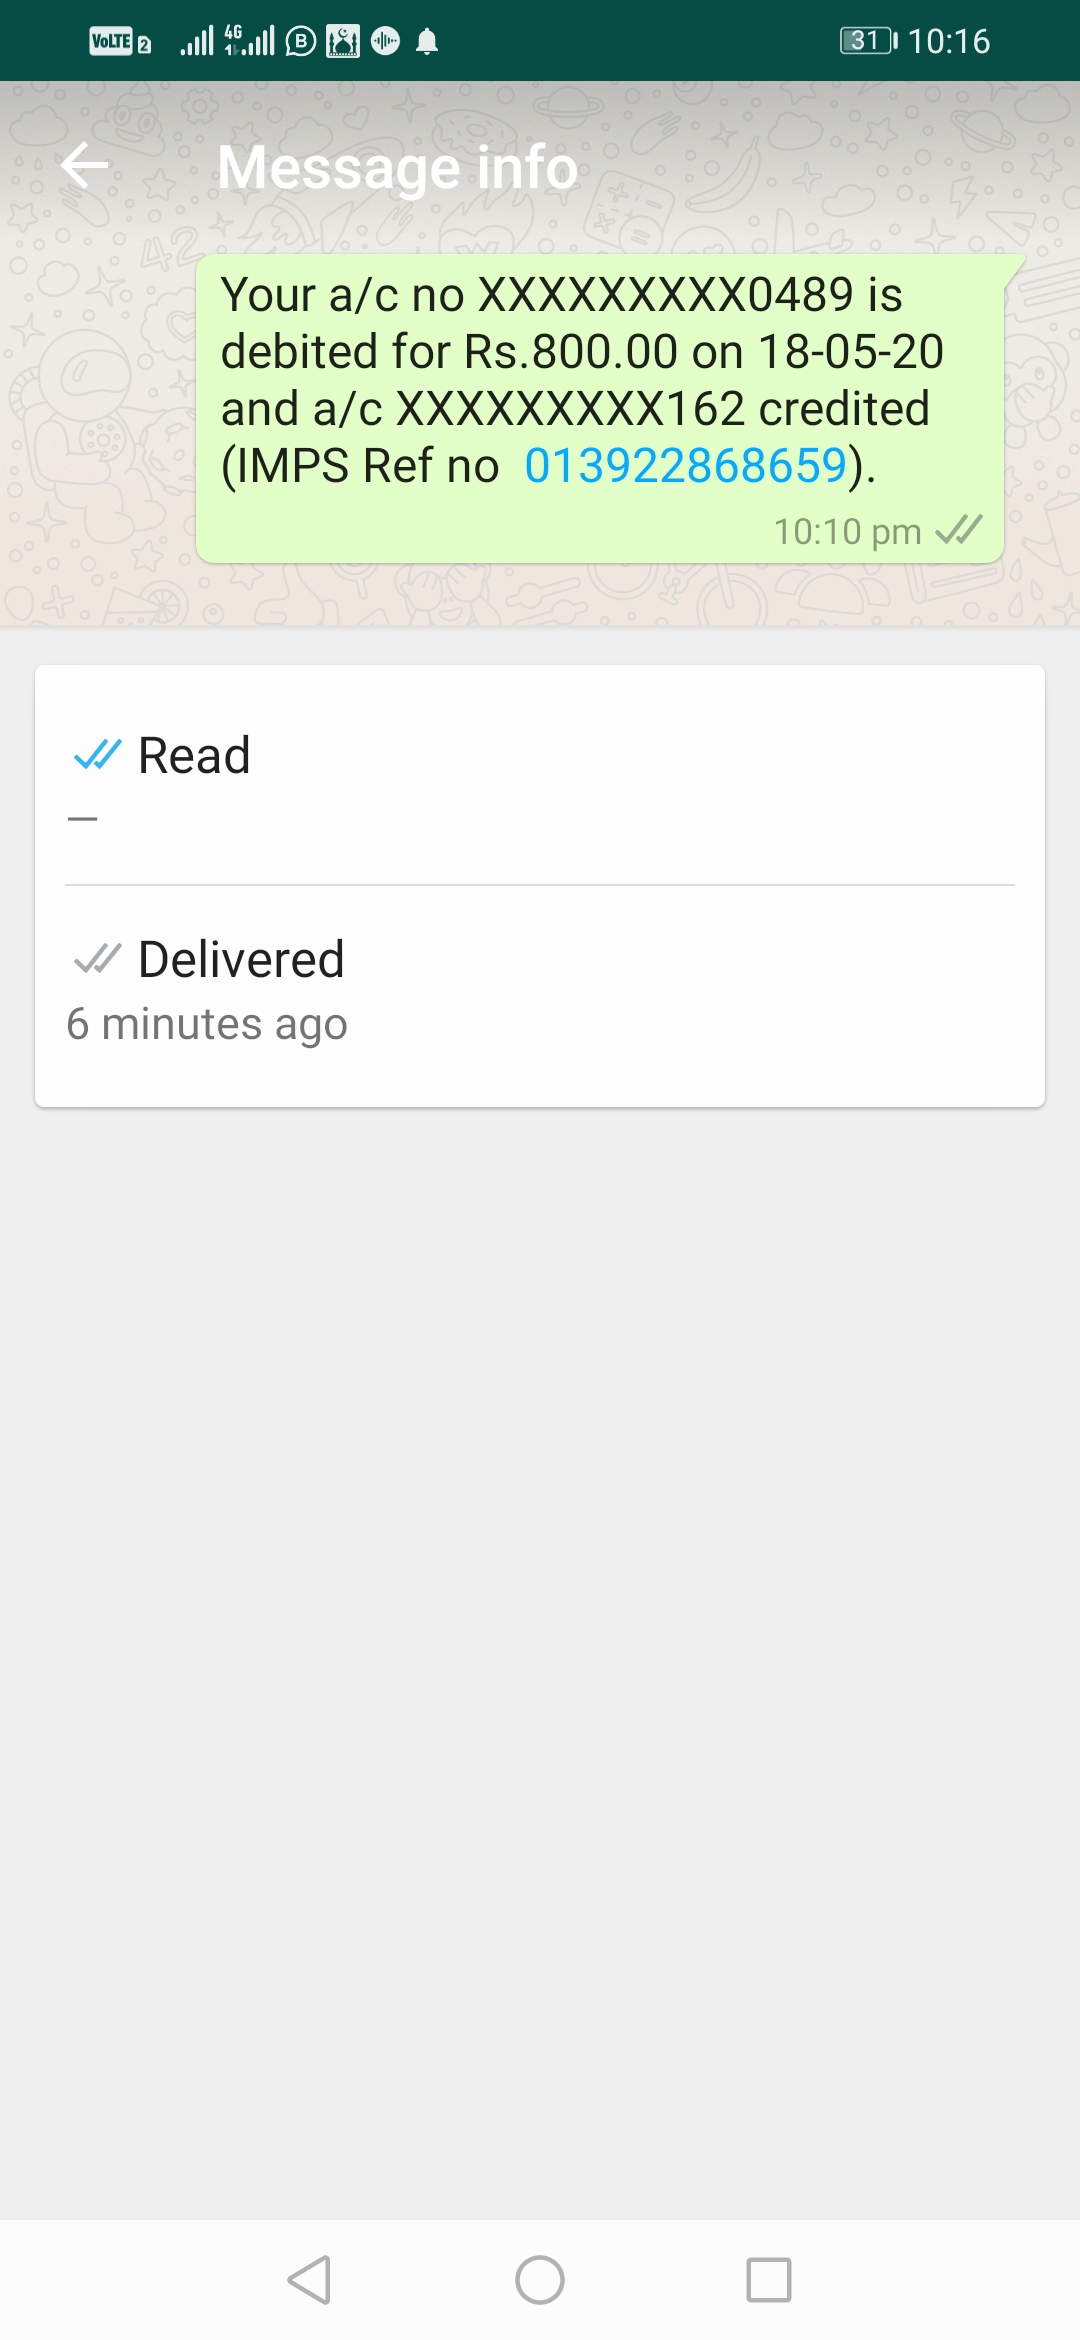 VoLTE 2 4G 1 B 31 10:16
Message info
Your a/c no XXXXXXXXX0489 is
debited for Rs.800.00 on 18-05-20
and a/c XXXXXXXXX162 credited
(IMPS Ref no 013922868659).
10:10 pm
Read
—
Delivered
6 minutes ago